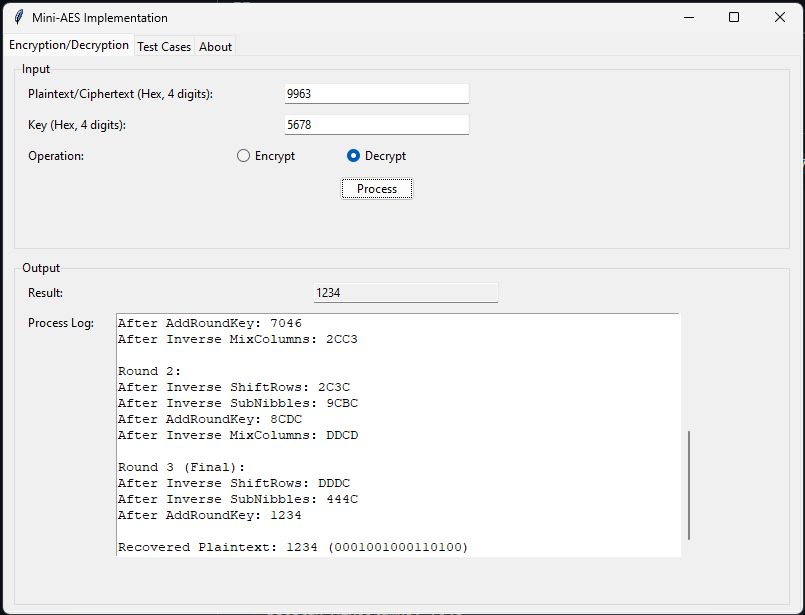 Mini-AES Implementation
Encryption/Decryption Test Cases About
Input
Plaintext/Ciphertext (Hex, 4 digits): 9963
Key (Hex, 4 digits): 5678
Operation: Encrypt Decrypt
Process
Output
Result: 1234
Process Log: After AddRoundKey: 7046
After Inverse MixColumns: 2CC3
Round 2:
After Inverse ShiftRows: 2C3C
After Inverse SubNibbles: 9CBC
After AddRoundKey: 8CDC
After Inverse MixColumns: DDCD
Round 3 (Final):
After Inverse ShiftRows: DDDC
After Inverse SubNibbles: 444C
After AddRoundKey: 1234
Recovered Plaintext: 1234 (0001001000110100)